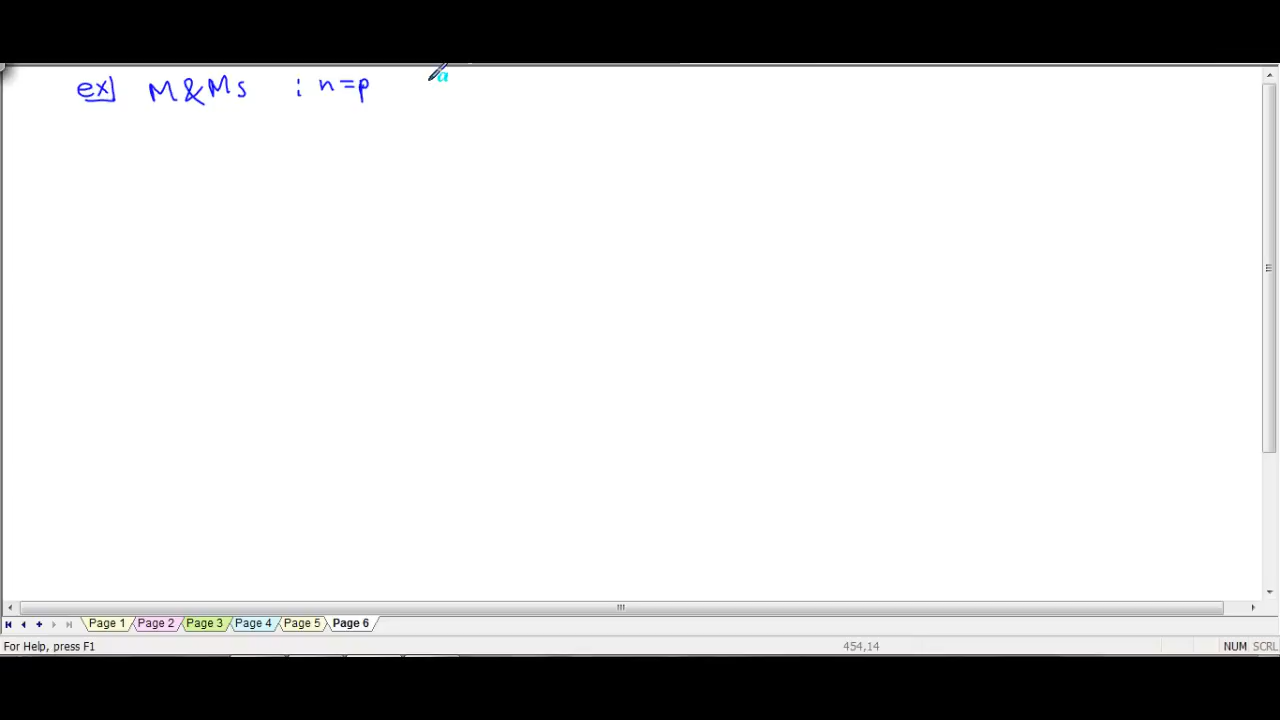 ex] M&Ms : n=p
a
Page 1 Page 2 Page 3 Page 4 Page 5 Page 6
For Help, press F1 454,14 NUM SCRL